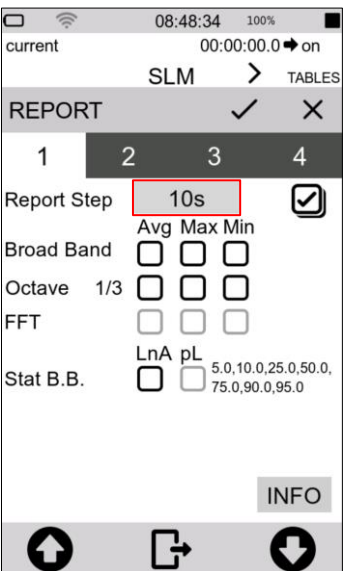 08:48:34 100%
current 00:00:00.0 ➡ on
SLM > TABLES
REPORT
1 2 3 4
Report Step 10s
Avg Max Min
Broad Band
Octave 1/3
FFT
LnA pL
Stat B.B. 5.0,10.0,25.0,50.0,
75.0,90.0,95.0
INFO